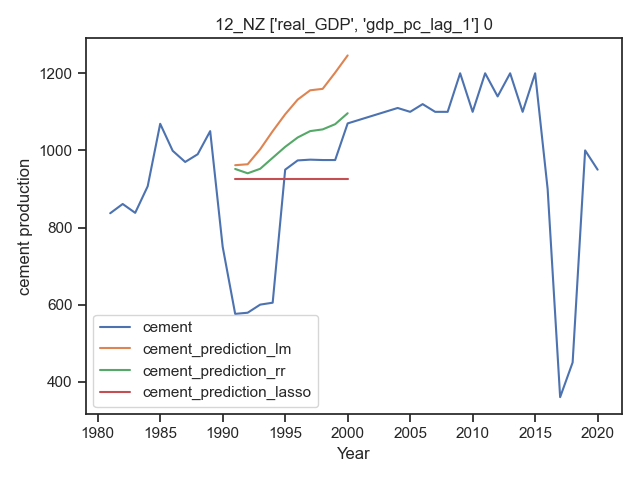 12_NZ ['real_GDP', 'gdp_pc_lag_1'] 0
1200
1000
800
600
400
cement production
cement
cement_prediction_lm
cement_prediction_rr
cement_prediction_lasso
1980 1985 1990 1995 2000 2005 2010 2015 2020
Year